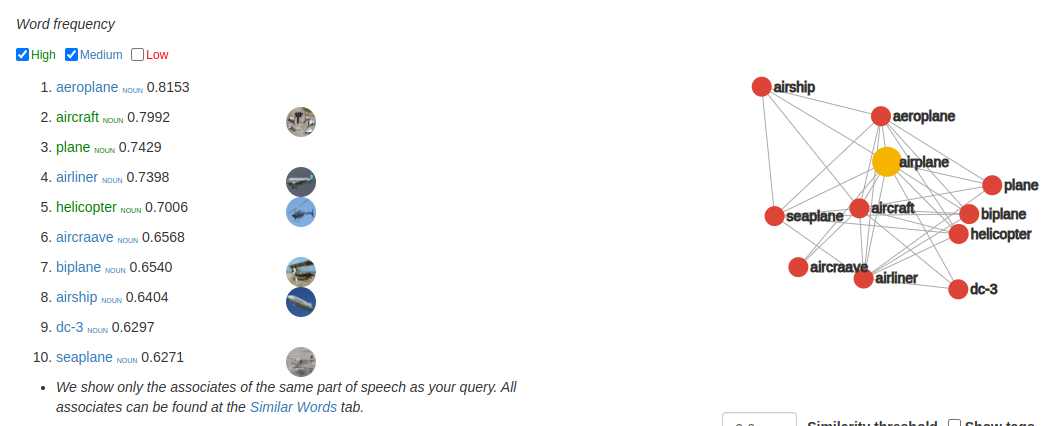 Word frequency
High Medium Low
1. aeroplane NOUN 0.8153
2. aircraft NOUN 0.7992
3. plane NOUN 0.7429
4. airliner NOUN 0.7398
5. helicopter NOUN 0.7006
6. aircraave NOUN 0.6568
7. biplane NOUN 0.6540
8. airship NOUN 0.6404
9. dc-3 NOUN 0.6297
10. seaplane NOUN 0.6271
• We show only the associates of the same part of speech as your query. All
associates can be found at the Similar Words tab.
airship
aeroplane
airplane
plane
aircraft
biplane
seaplane
helicopter
aircraave
airliner
dc-3
Similarity threshold Show tags